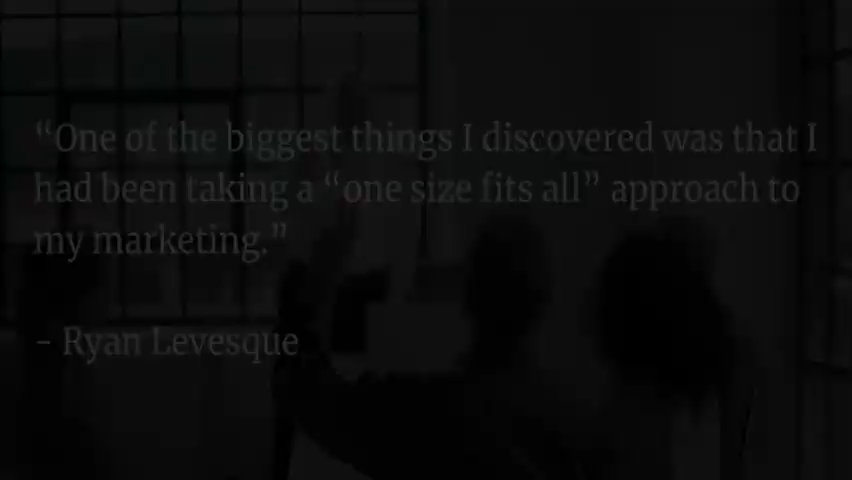 “One of the biggest things I discovered was that I
had been taking a “one size fits all” approach to
my marketing.”
- Ryan Levesque